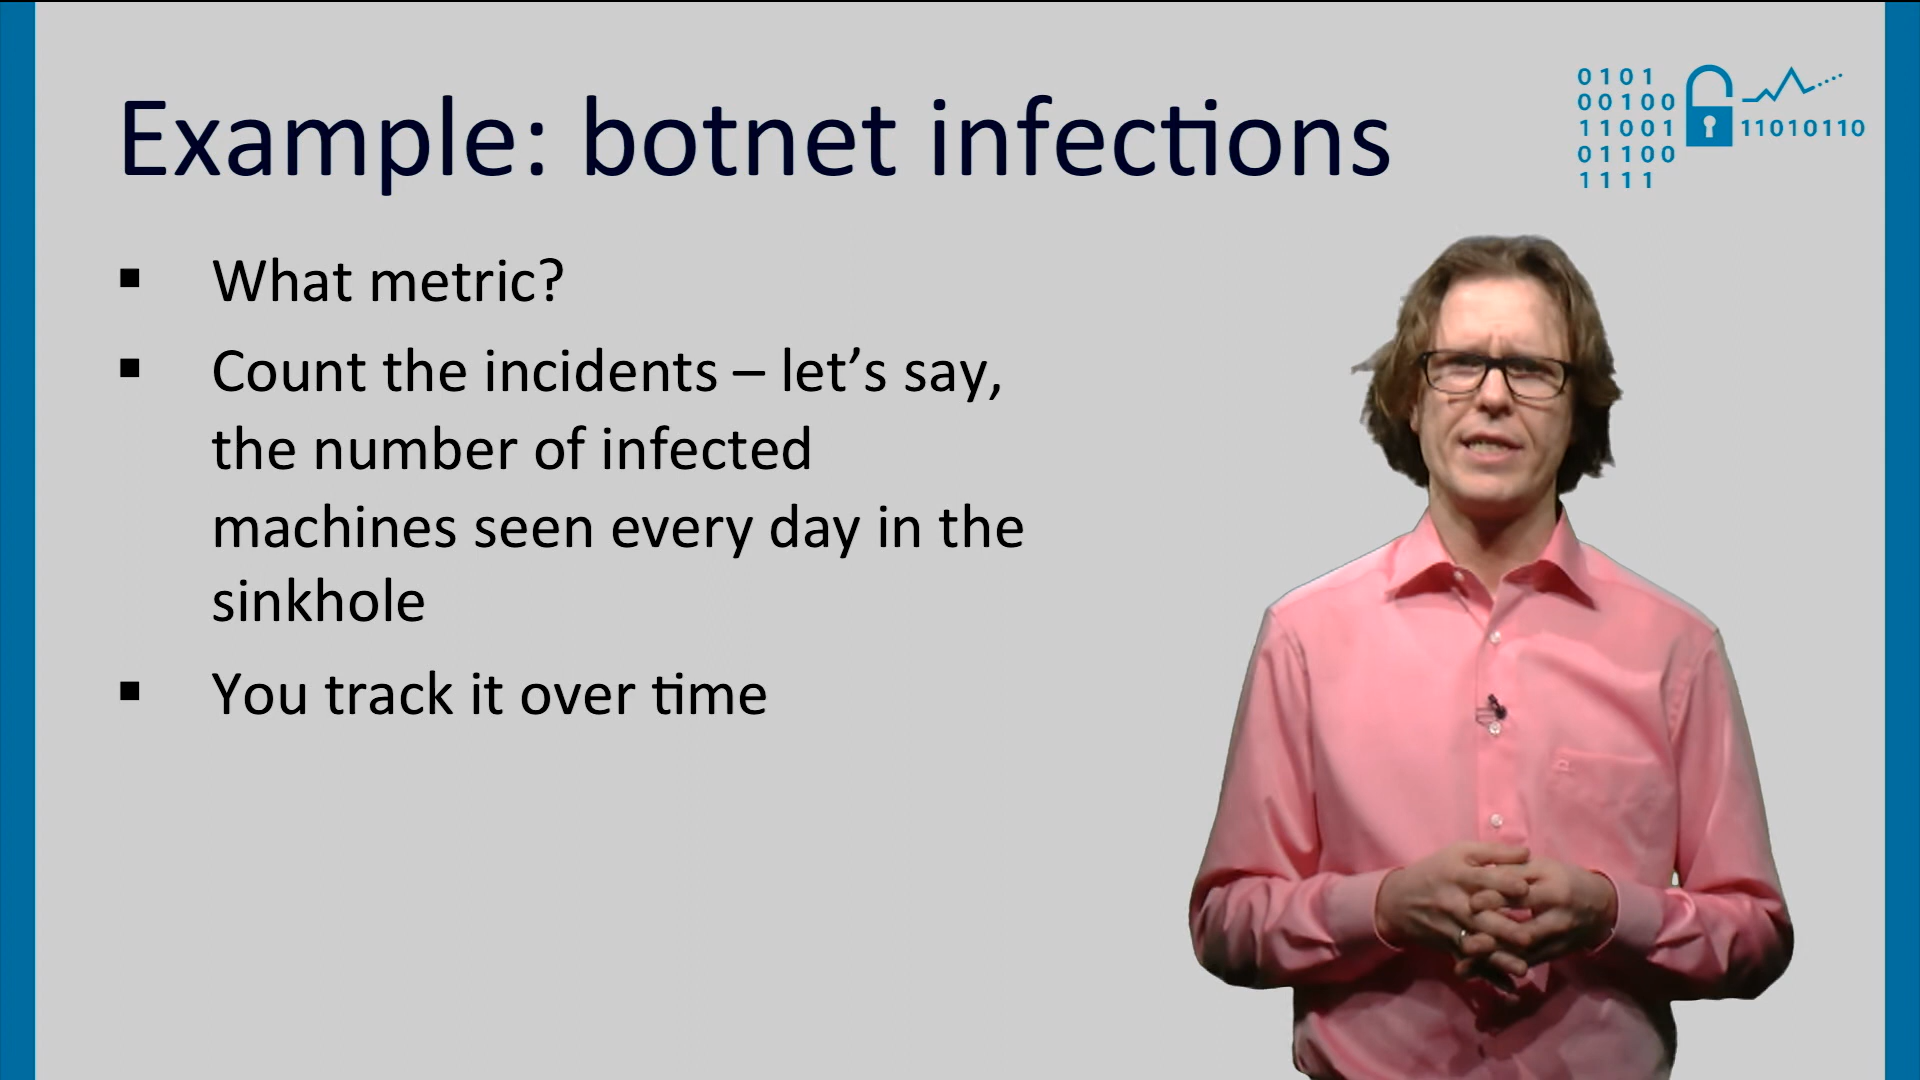 Example: botnet infections
0101
00100
11001
01100
1111
11010110
▪ What metric?
▪ Count the incidents – let’s say,
the number of infected
machines seen every day in the
sinkhole
▪ You track it over time